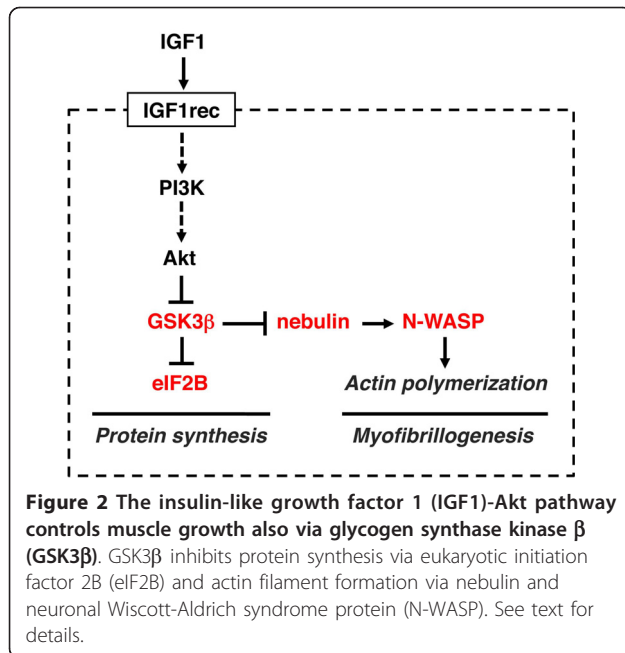 IGF1
IGF1rec
PI3K
Akt
GSK3β nebulin N-WASP
eIF2B Actin polymerization
Protein synthesis Myofibrillogenesis
Figure 2 The insulin-like growth factor 1 (IGF1)-Akt pathway
controls muscle growth also via glycogen synthase kinase β
(GSK3β). GSK3β inhibits protein synthesis via eukaryotic initiation
factor 2B (eIF2B) and actin filament formation via nebulin and
neuronal Wiscott-Aldrich syndrome protein (N-WASP). See text for
details.